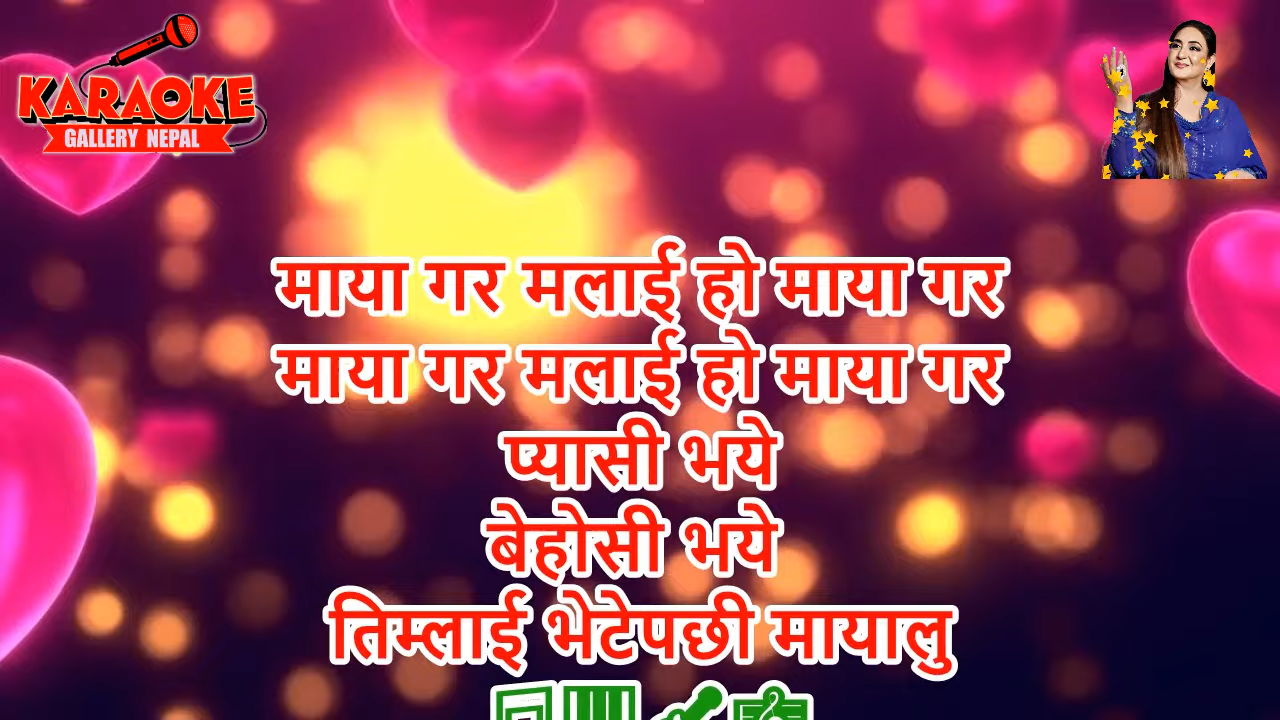 KARAOKE
GALLERY NEPAL
माया गर मलाई हो माया गर
माया गर मलाई हो माया गर
प्यासी भये
बेहोसी भये
तिम्लाई भेटेपछी मायालु